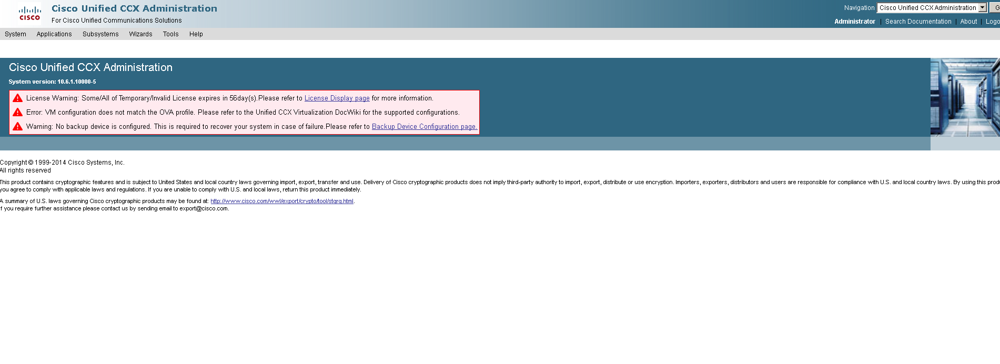 Cisco Unified CCX Administration
For Cisco Unified Communications Solutions
CISCO
Navigation Cisco Unified CCX Administration G
Administrator | Search Documentation | About | Logo
System Applications Subsystems Wizards Tools Help
Cisco Unified CCX Administration
System version: 10.6.1.10000-5
License Warning: Some/All of Temporary/Invalid License expires in 56day(s).Please refer to License Display page for more information.
Error: VM configuration does not match the OVA profile. Please refer to the Unified CCX Virtualization DocWiki for the supported configurations.
Warning: No backup device is configured. This is required to recover your system in case of failure.Please refer to Backup Device Configuration page.
Copyright © 1999-2014 Cisco Systems, Inc.
All rights reserved
This product contains cryptographic features and is subject to United States and local country laws governing import, export, transfer and use. Delivery of Cisco cryptographic products does not imply third-party authority to import, export, distribute or use encryption. Importers, exporters, distributors and users are responsible for compliance with U.S. and local country laws. By using this produ
you agree to comply with applicable laws and regulations. If you are unable to comply with U.S. and local laws, return this product immediately.
A summary of U.S. laws governing Cisco cryptographic products may be found at: http://www.cisco.com/wwl/export/crypto/tool/stqrg.html.
If you require further assistance please contact us by sending email to export@cisco.com.